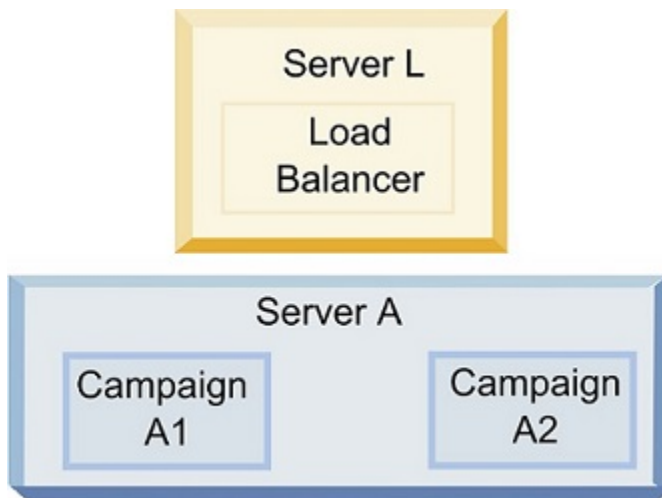 Server L
Load
Balancer
Server A
Campaign
A1
Campaign
A2